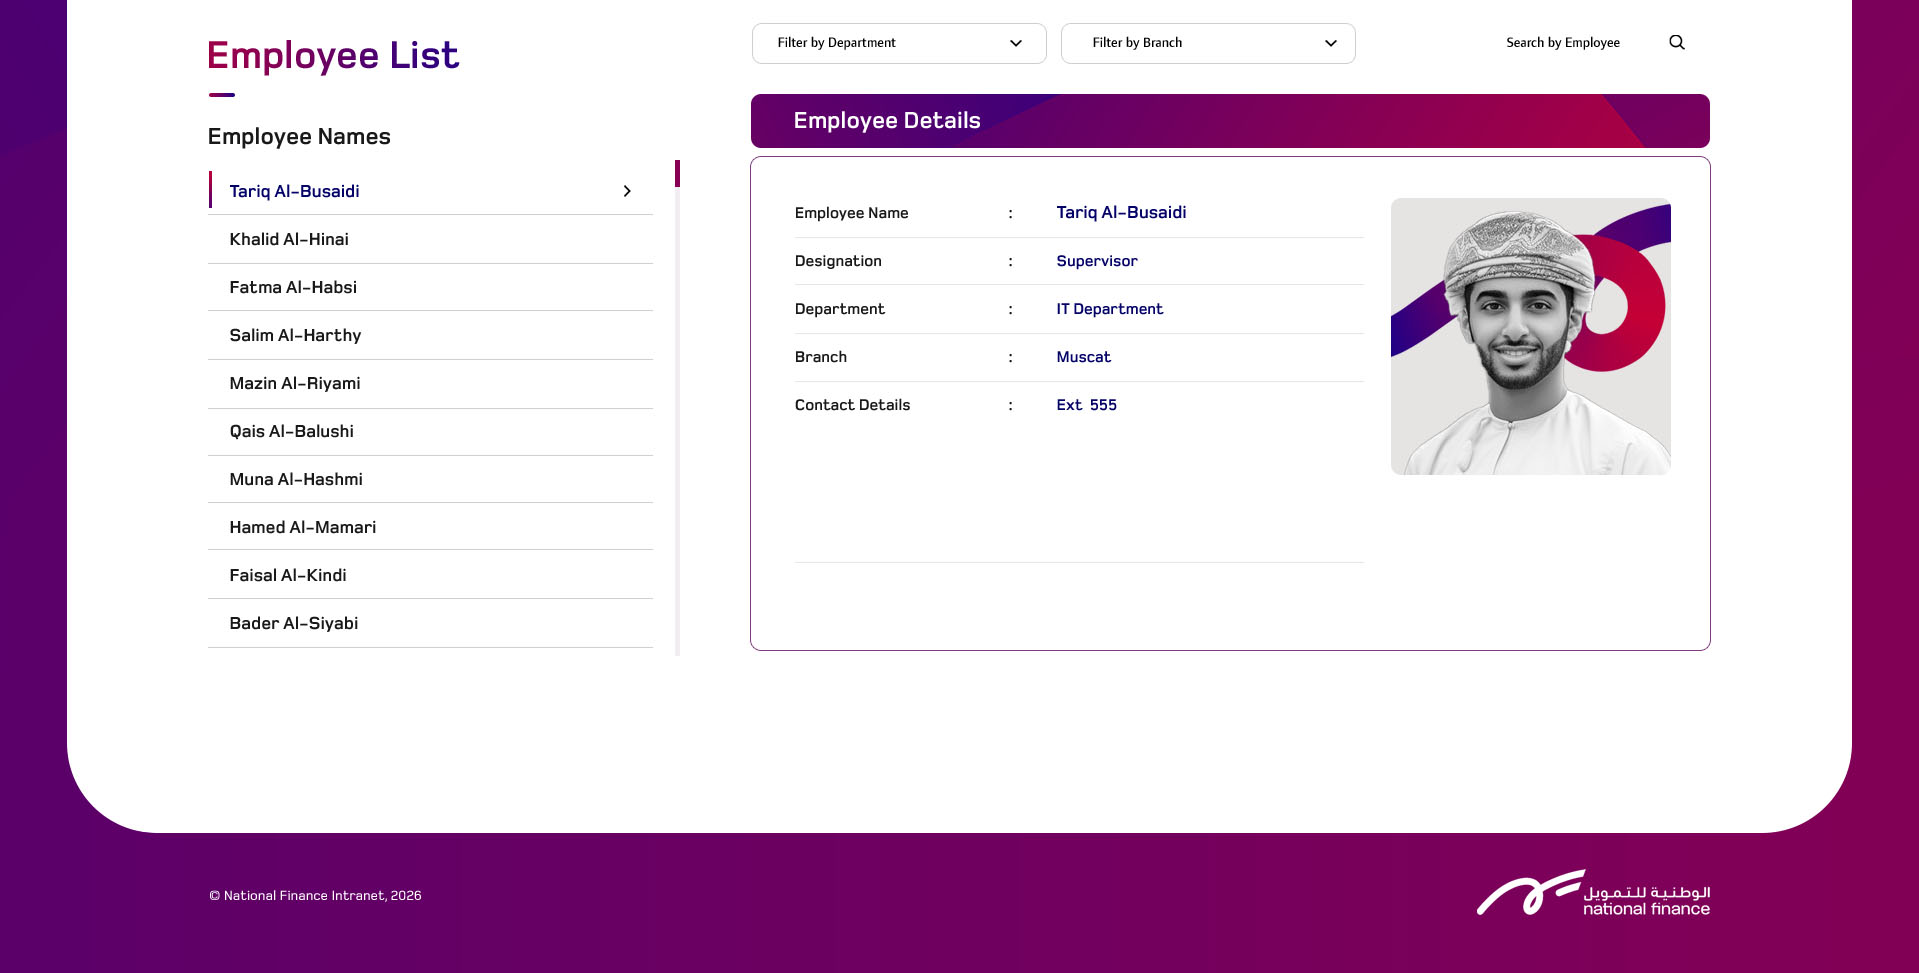 Employee List
Filter by Department
Filter by Branch
Search by Employee
Employee Names
Tariq Al-Busaidi
Khalid Al-Hinai
Fatma Al-Habsi
Salim Al-Harthy
Mazin Al-Riyami
Qais Al-Balushi
Muna Al-Hashmi
Hamed Al-Mamari
Faisal Al-Kindi
Bader Al-Siyabi
Employee Details
Employee Name : Tariq Al-Busaidi
Designation : Supervisor
Department : IT Department
Branch : Muscat
Contact Details : Ext 555
© National Finance Intranet, 2026
الوطنية للتمويل
national finance